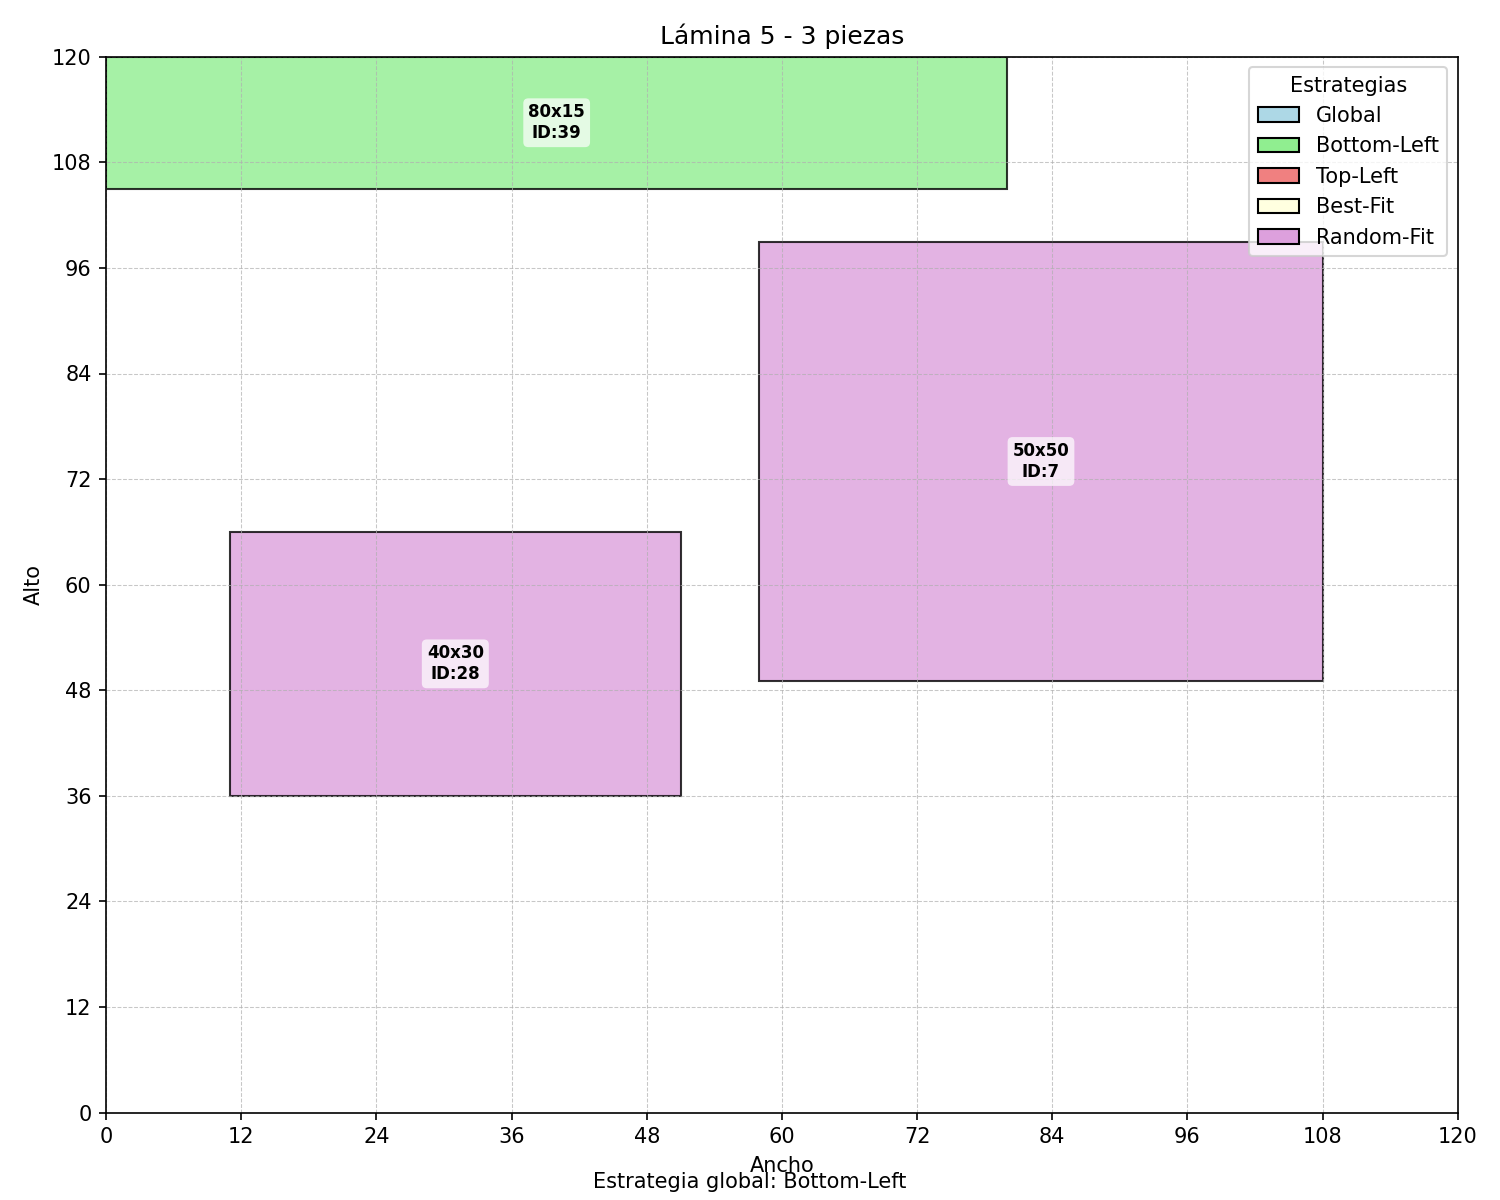 Lámina 5 - 3 piezas
120
108
96
84
72
60
48
36
24
12
0
Alto
80x15
ID:39
50x50
ID:7
40x30
ID:28
Estrategias
Global
Bottom-Left
Top-Left
Best-Fit
Random-Fit
0 12 24 36 48 60 72 84 96 108 120
Ancho
Estrategia global: Bottom-Left